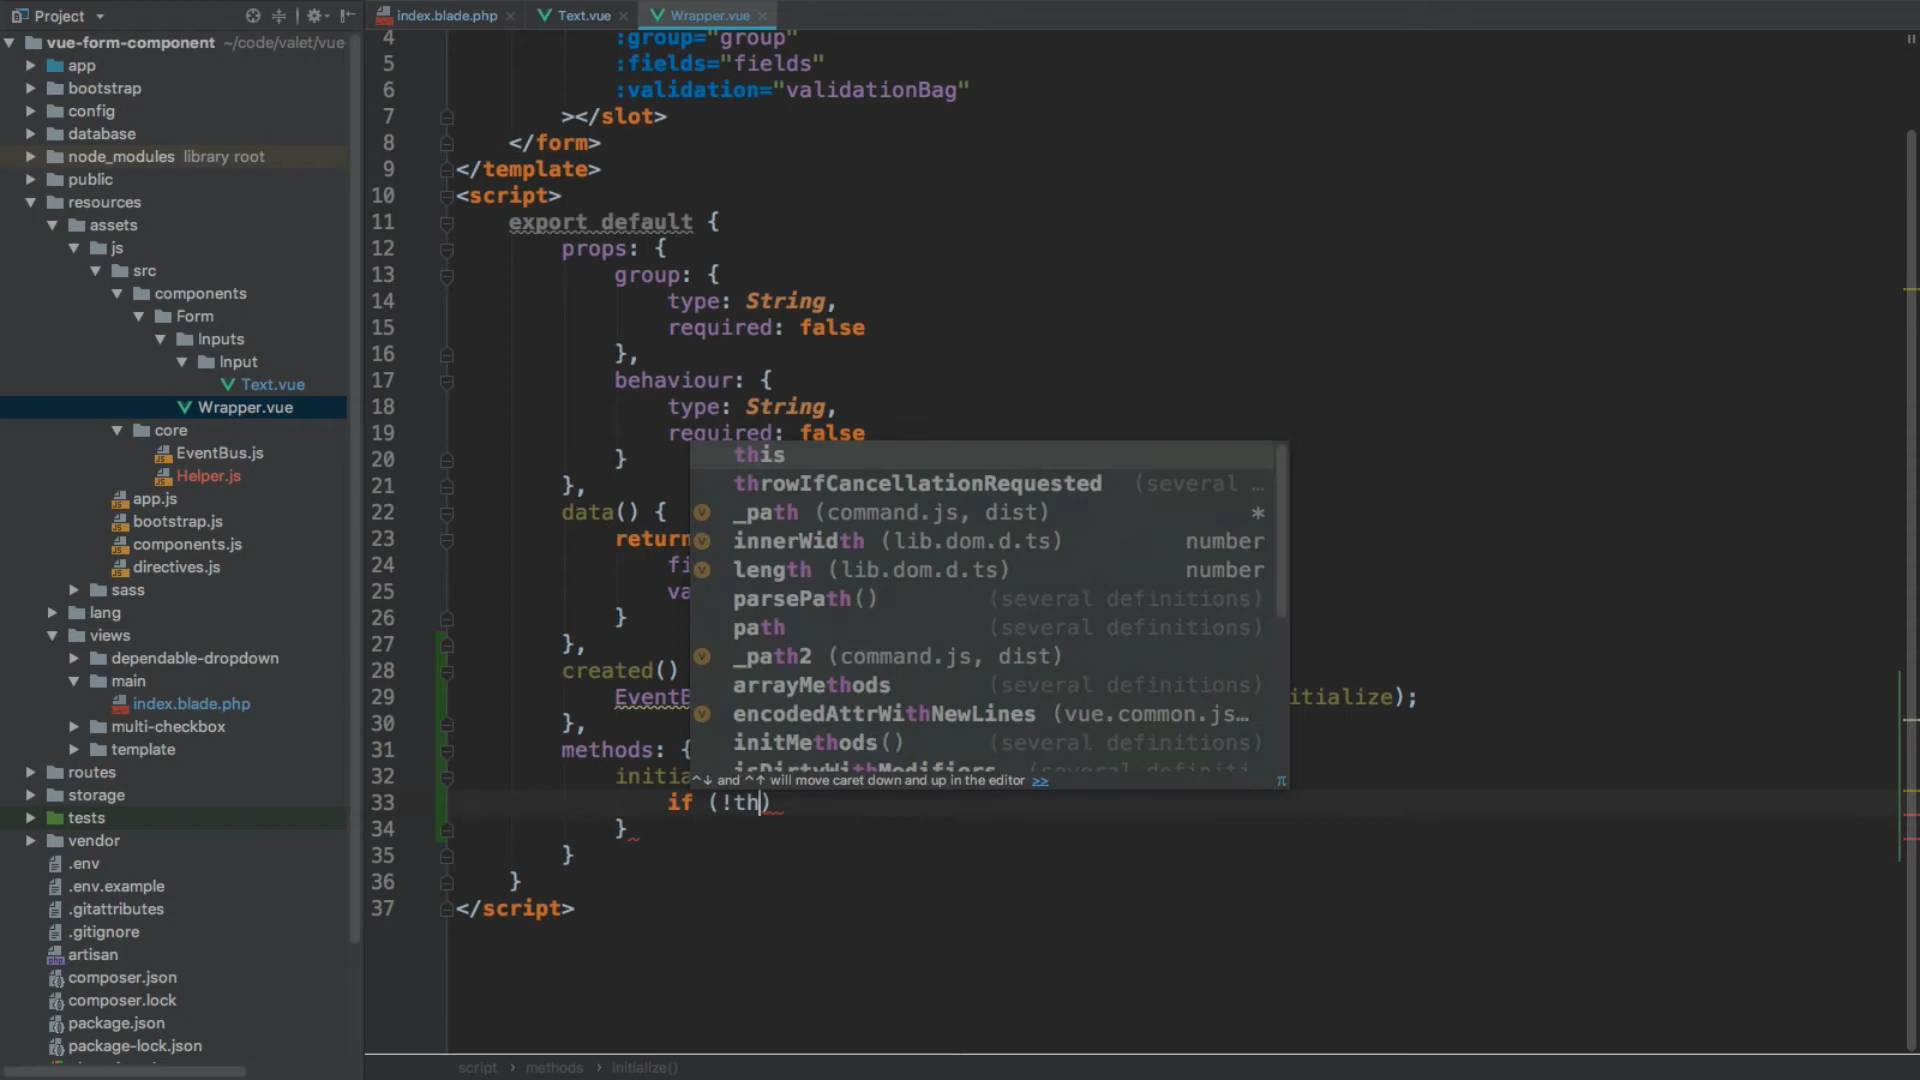 Project
index.blade.php
Text.vue
Wrapper.vue
vue-form-component ~/code/valet/vue
app
bootstrap
config
database
node_modules library root
public
resources
assets
js
src
components
Form
Inputs
Input
Text.vue
Wrapper.vue
core
EventBus.js
Helper.js
app.js
bootstrap.js
components.js
directives.js
sass
lang
views
dependable-dropdown
main
index.blade.php
multi-checkbox
template
routes
storage
tests
vendor
.env
.env.example
.gitattributes
.gitignore
artisan
composer.json
composer.lock
package.json
package-lock.json
4 :group="group"
5 :fields="fields"
6 :validation="validationBag"
7 ></slot>
8 </form>
9 </template>
10 <script>
11 export default {
12 props: {
13 group: {
14 type: String,
15 required: false
16 },
17 behaviour: {
18 type: String,
19 required: false
20 }
21 },
22 data() {
23 return
24 fi
25 va
26 }
27 },
28 created()
29 EventB itialize);
30 },
31 methods: {
32 initia
33 if (!th)
34 }
35 }
36 }
37 </script>
this
throwIfCancellationRequested (several …
_path (command.js, dist) *
innerWidth (lib.dom.d.ts) number
length (lib.dom.d.ts) number
parsePath() (several definitions)
path (several definitions)
_path2 (command.js, dist)
arrayMethods (several definitions)
encodedAttrWithNewLines (vue.common.js…
initMethods() (several definitions)
isDirtyWithModifiers (several definiti
^↓ and ^↑ will move caret down and up in the editor >> π
script › methods › initialize()